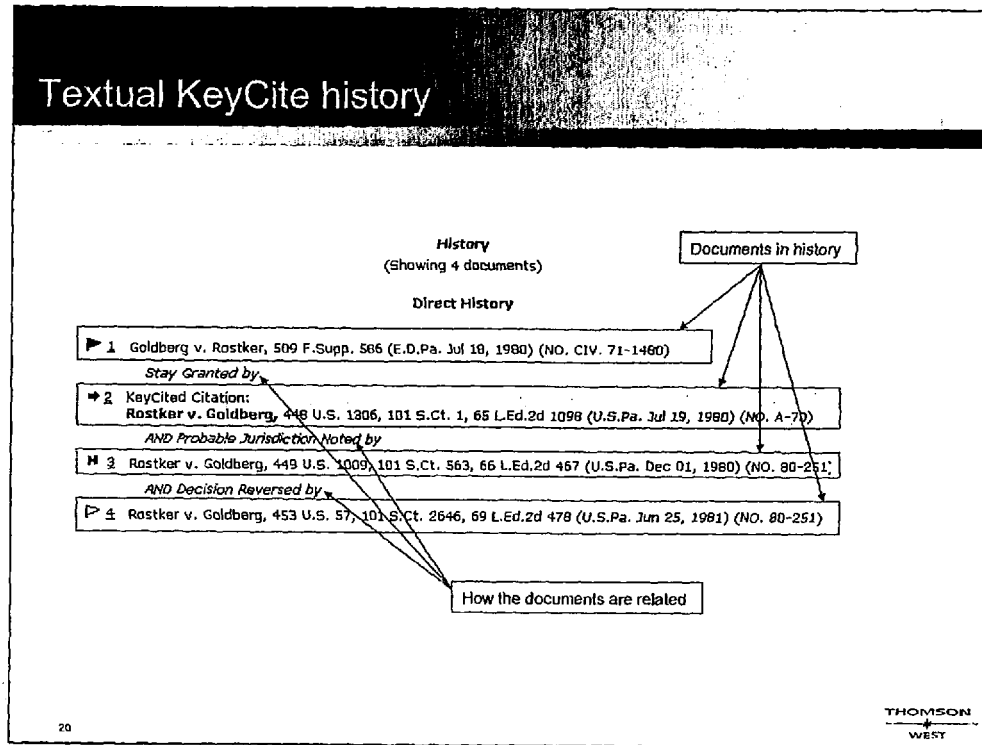 Textual KeyCite history
History
(Showing 4 documents)
Documents in history
Direct History
1 Goldberg v. Rostker, 509 F.Supp. 586 (E.D.Pa. Jul 18, 1980) (NO. CIV. 71-1480)
Stay Granted by
2 KeyCited Citation:
Rostker v. Goldberg, 448 U.S. 1306, 101 S.Ct. 1, 65 L.Ed.2d 1098 (U.S.Pa. Jul 19, 1980) (NO. A-70)
AND Probable Jurisdiction Noted by
H 3 Rostker v. Goldberg, 449 U.S. 1009, 101 S.Ct. 563, 66 L.Ed.2d 467 (U.S.Pa. Dec 01, 1980) (NO. 80-251)
AND Decision Reversed by
4 Rostker v. Goldberg, 453 U.S. 57, 101 S.Ct. 2646, 69 L.Ed.2d 478 (U.S.Pa. Jun 25, 1981) (NO. 80-251)
How the documents are related
20
THOMSON
WEST